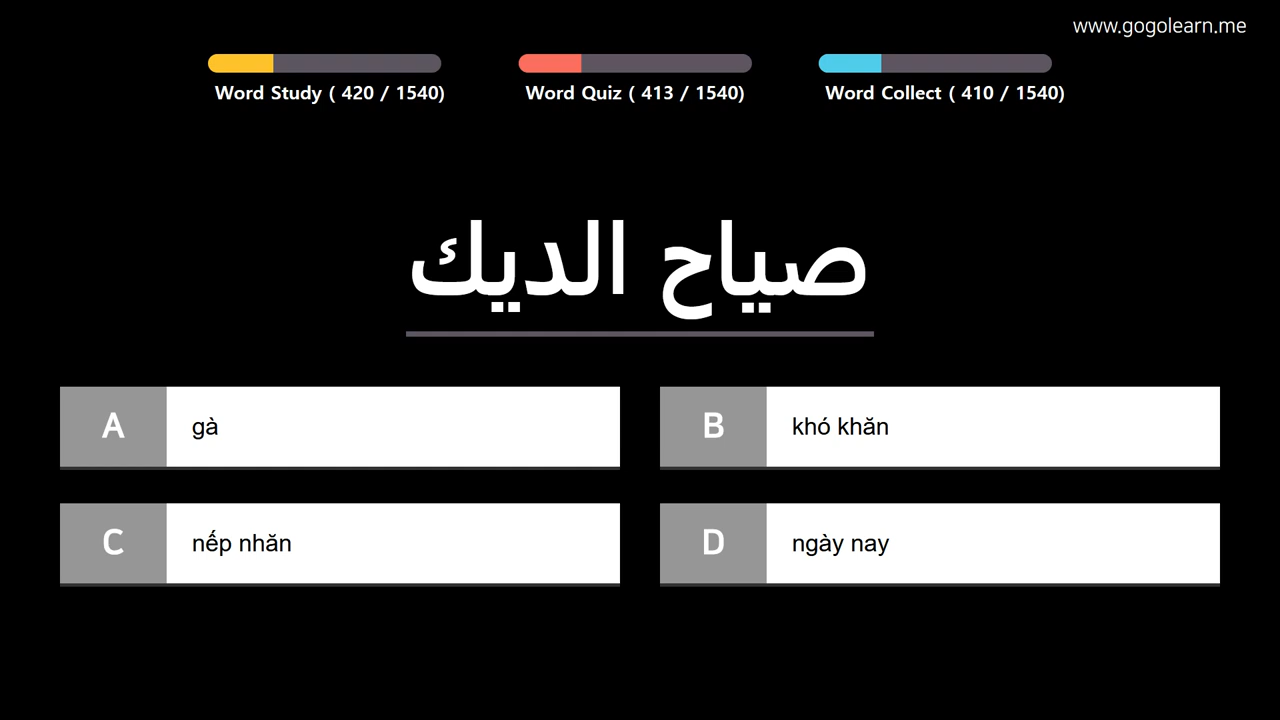 www.gogolearn.me
Word Study ( 420 / 1540)
Word Quiz ( 413 / 1540)
Word Collect ( 410 / 1540)
صياح الديك
A
gà
B
khó khăn
C
nếp nhăn
D
ngày nay